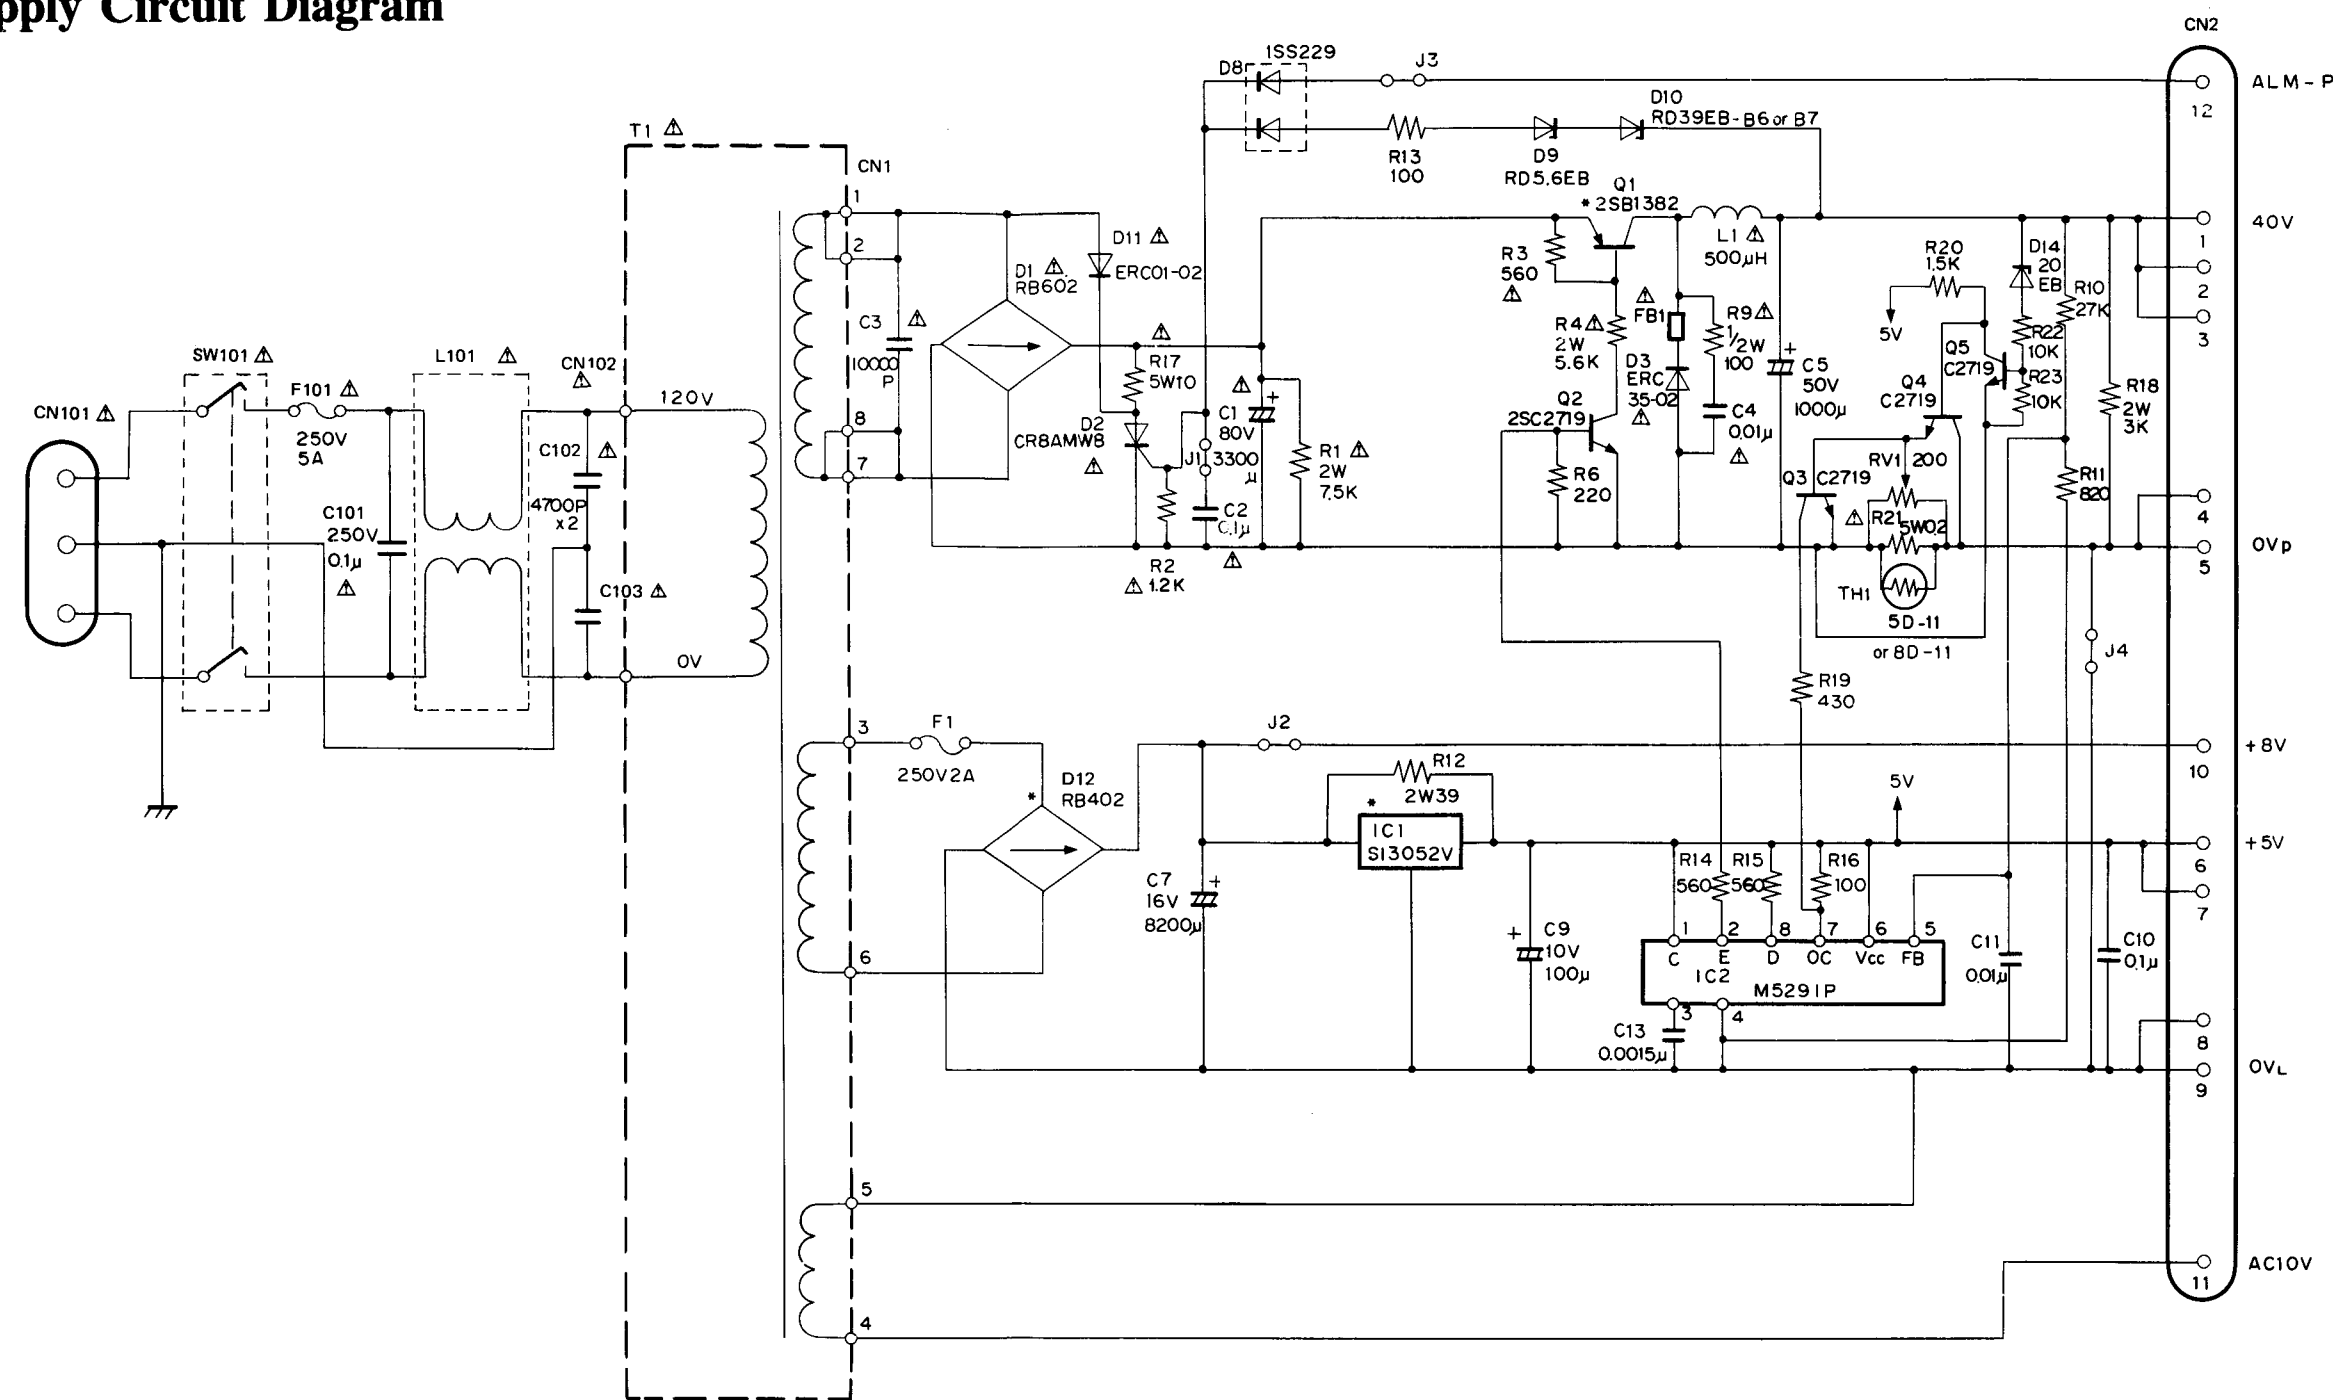 pply Circuit Diagram
CN2
1SS229
D8
J3
ALM-P
12
D10
RD39EB-B6 or B7
R13
100
D9
RD5.6EB
T1 ⚠
CN1
1
2
8
7
Q1
* 2SB1382
40V
1
2
3
D11 ⚠
ERC01-02
D1 ⚠
RB602
C3 ⚠
10000
P
R3
560
⚠
L1 ⚠
500μH
R20
1.5K
5V
D14
20
EB
R10
27K
R22
10K
Q5
C2719
R23
10K
Q4
C2719
R18
2W
3K
⚠
R17
5W10
R4 ⚠
2W
5.6K
⚠
FB1
R9 ⚠
1/2W
100
D3
ERC
35-02
⚠
C5
50V
1000μ
+
C4
0.01μ
⚠
SW101 ⚠
L101 ⚠
F101 ⚠
250V
5A
CN102
⚠
CN101 ⚠
120V
D2
CR8AMW8
⚠
J1
⚠
C1
80V
3300
μ
+
R1 ⚠
2W
7.5K
Q2
2SC2719
R6
220
Q3 C2719
RV1 200
⚠ R21
5W0.2
R11
820
4
0VP
5
C102 ⚠
4700P
x2
C101
250V
0.1μ
⚠
C103 ⚠
C2
0.1μ
⚠
R2
⚠ 1.2K
TH1
5D-11
or 8D-11
J4
0V
R19
430
3
F1
250V2A
J2
+8V
10
D12
* RB402
R12
2W39
*
IC1
SI3052V
5V
+5V
6
7
C7
16V
8200μ
+
R14
560
R15
560
R16
100
C9
10V
100μ
+
6
1 2 8 7 6 5
C E D OC Vcc FB
IC2
M5291P
3 4
C13
0.0015μ
C11
0.01μ
C10
0.1μ
8
0VL
9
5
AC10V
11
4